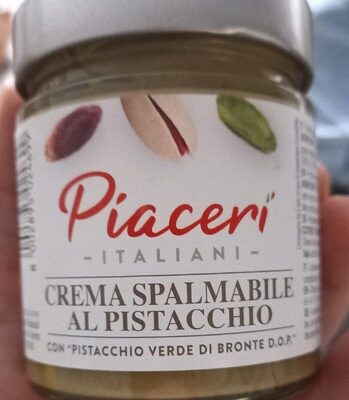 Piaceri
- ITALIANI -
CREMA SPALMABILE
AL PISTACCHIO
CON "PISTACCHIO VERDE DI BRONTE D.O.P."